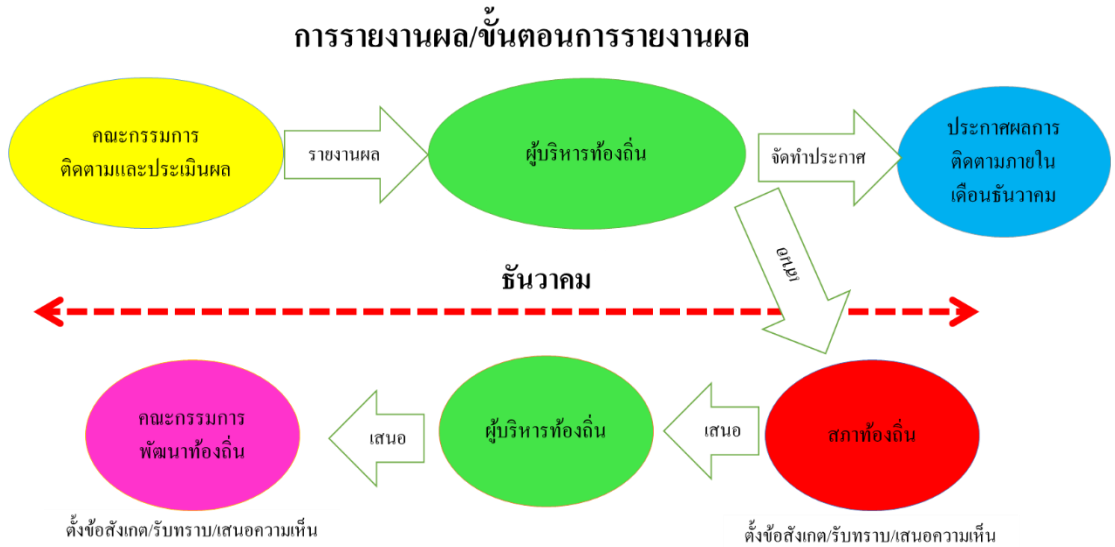 การรายงานผล/ขั้นตอนการรายงานผล
คณะกรรมการ
ติดตามและประเมินผล
รายงานผล
ผู้บริหารท้องถิ่น
จัดทำประกาศ
ประกาศผลการ
ติดตามภายใน
เดือนธันวาคม
เสนอ
ธันวาคม
คณะกรรมการ
พัฒนาท้องถิ่น
เสนอ
ผู้บริหารท้องถิ่น
เสนอ
สภาท้องถิ่น
ตั้งข้อสังเกต/รับทราบ/เสนอความเห็น
ตั้งข้อสังเกต/รับทราบ/เสนอความเห็น